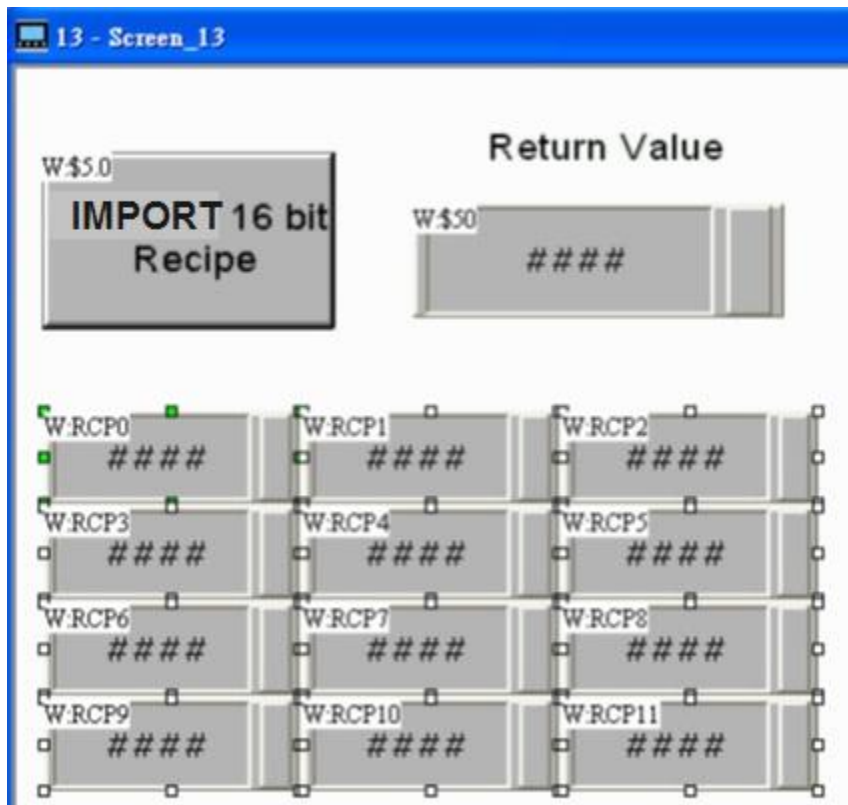 13 - Screen_13
Return Value
W:$5.0
IMPORT 16 bit
Recipe
W:$50
####
W:RCP0
W:RCP1
W:RCP2
#### #### ####
W:RCP3
W:RCP4
W:RCP5
#### #### ####
W:RCP6
W:RCP7
W:RCP8
#### #### ####
W:RCP9
W:RCP10
W:RCP11
#### #### ####